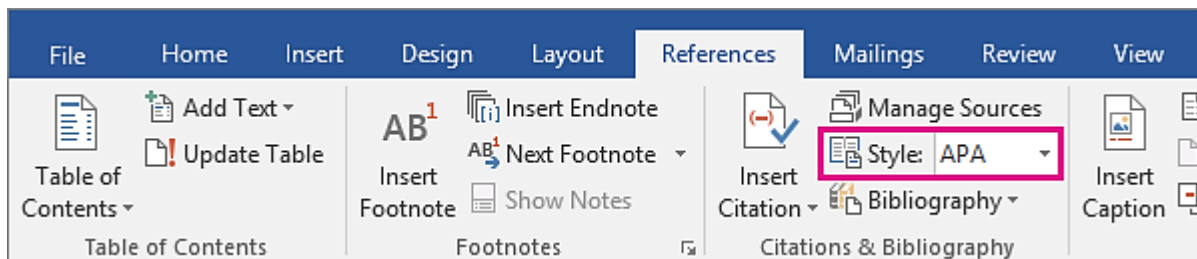 File Home Insert Design Layout References Mailings Review View
Add Text
Update Table
Table of
Contents
Table of Contents
AB1
Insert
Footnote
Insert Endnote
AB1 Next Footnote
Show Notes
Footnotes
Insert
Citation
Manage Sources
Style: APA
Bibliography
Citations & Bibliography
Insert
Caption